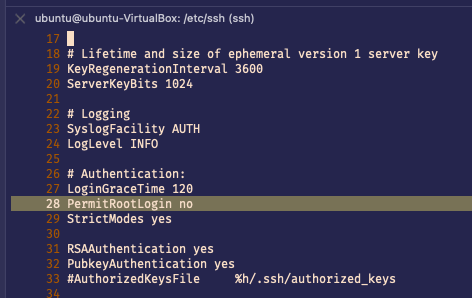 ubuntu@ubuntu-VirtualBox: /etc/ssh (ssh)
17
18 # Lifetime and size of ephemeral version 1 server key
19 KeyRegenerationInterval 3600
20 ServerKeyBits 1024
21
22 # Logging
23 SyslogFacility AUTH
24 LogLevel INFO
25
26 # Authentication:
27 LoginGraceTime 120
28 PermitRootLogin no
29 StrictModes yes
30
31 RSAAuthentication yes
32 PubkeyAuthentication yes
33 #AuthorizedKeysFile     %h/.ssh/authorized_keys
34